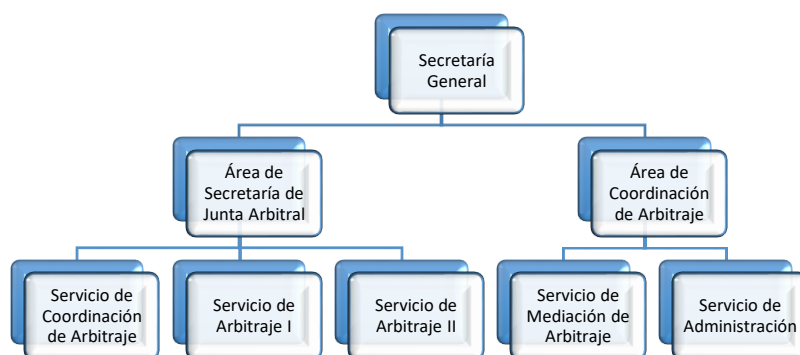 Secretaría
General
Área de
Secretaría de
Junta Arbitral
Área de
Coordinación
de Arbitraje
Servicio de
Coordinación
de Arbitraje
Servicio de
Arbitraje I
Servicio de
Arbitraje II
Servicio de
Mediación de
Arbitraje
Servicio de
Administración